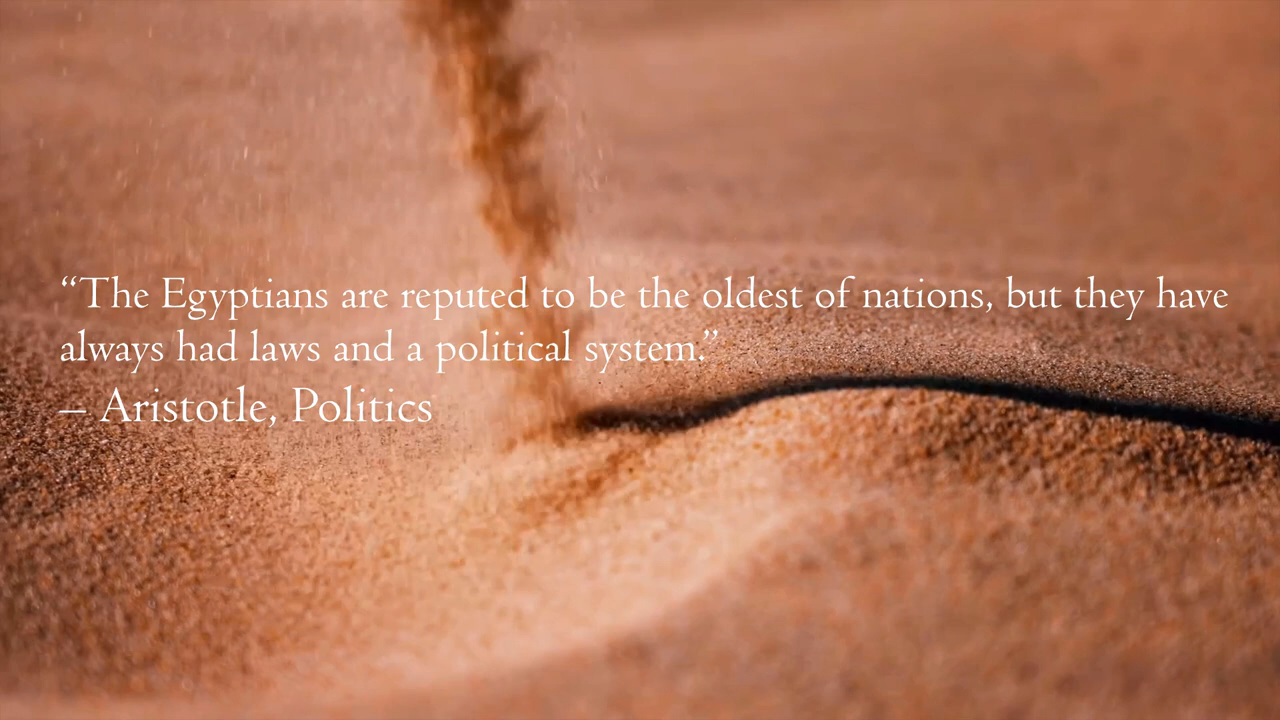 “The Egyptians are reputed to be the oldest of nations, but they have
always had laws and a political system.”
– Aristotle, Politics